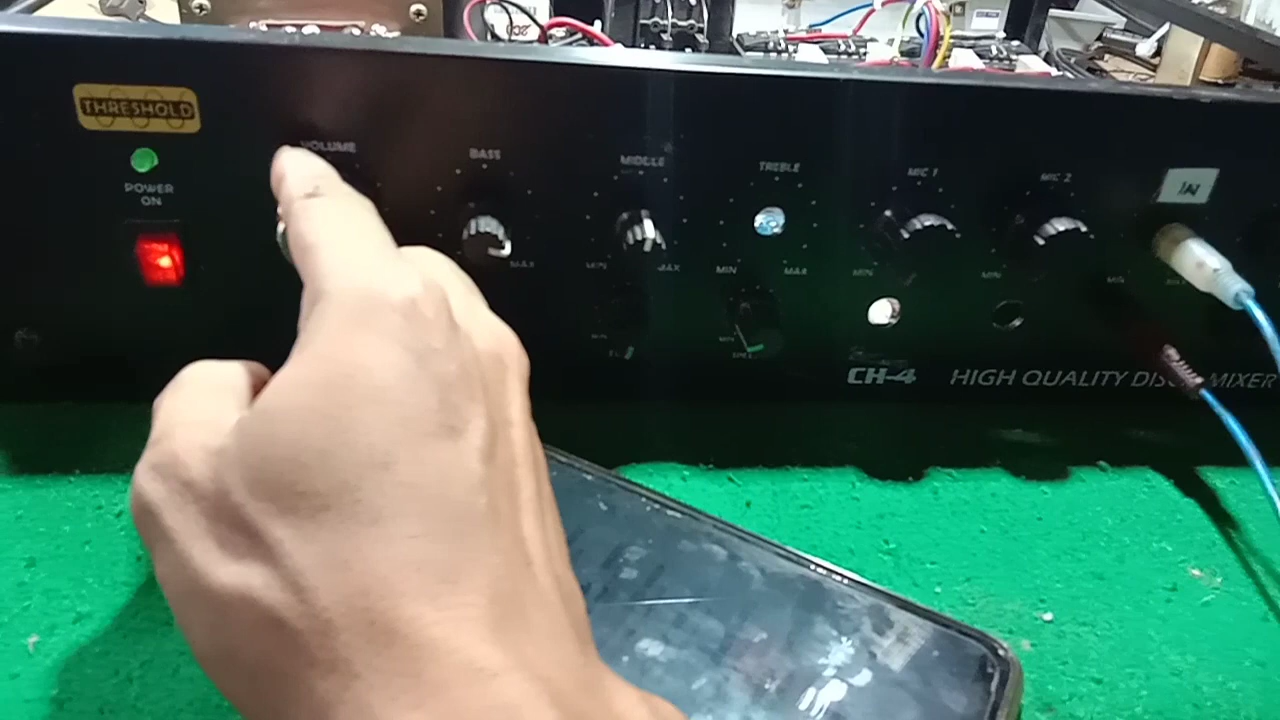 THRESHOLD
POWER
ON
VOLUME
BASS
MIDDLE
TREBLE
MIC 1
MIC 2
IN
MAX
MIN
MAX
MIN
MAX
MIN
MIN
CH-4
HIGH QUALITY MIXER